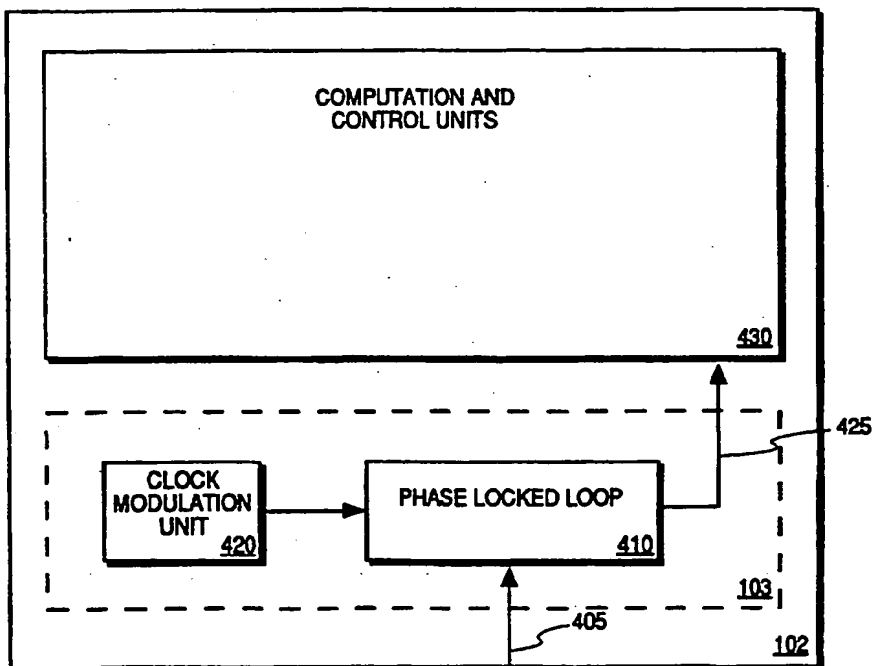 COMPUTATION AND
CONTROL UNITS
430
425
CLOCK
MODULATION
UNIT
420
PHASE LOCKED LOOP
410
103
405
102